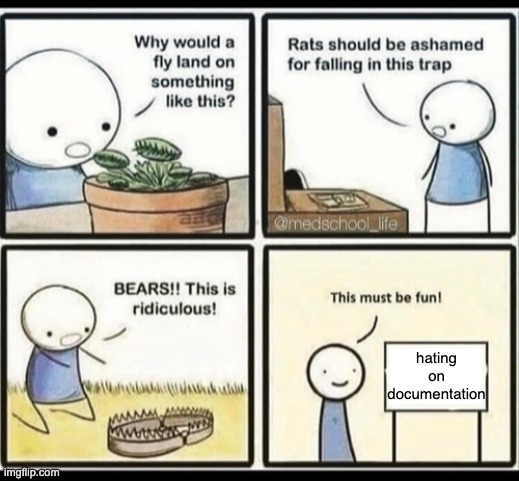 Why would a
fly land on
something
like this?
Rats should be ashamed
for falling in this trap
@medschool_life
BEARS!! This is
ridiculous!
This must be fun!
hating
on
documentation
imgflip.com